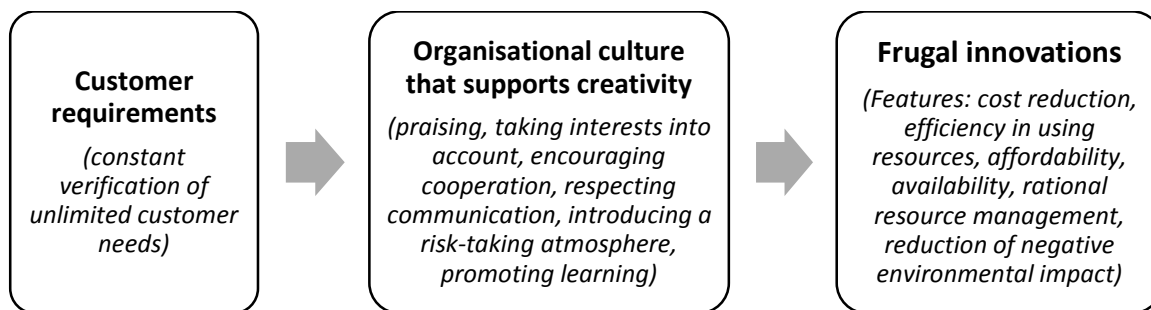 Customer
requirements
(constant
verification of
unlimited customer
needs)
Organisational culture
that supports creativity
(praising, taking interests into
account, encouraging
cooperation, respecting
communication, introducing a
risk-taking atmosphere,
promoting learning)
Frugal innovations
(Features: cost reduction,
efficiency in using
resources, affordability,
availability, rational
resource management,
reduction of negative
environmental impact)